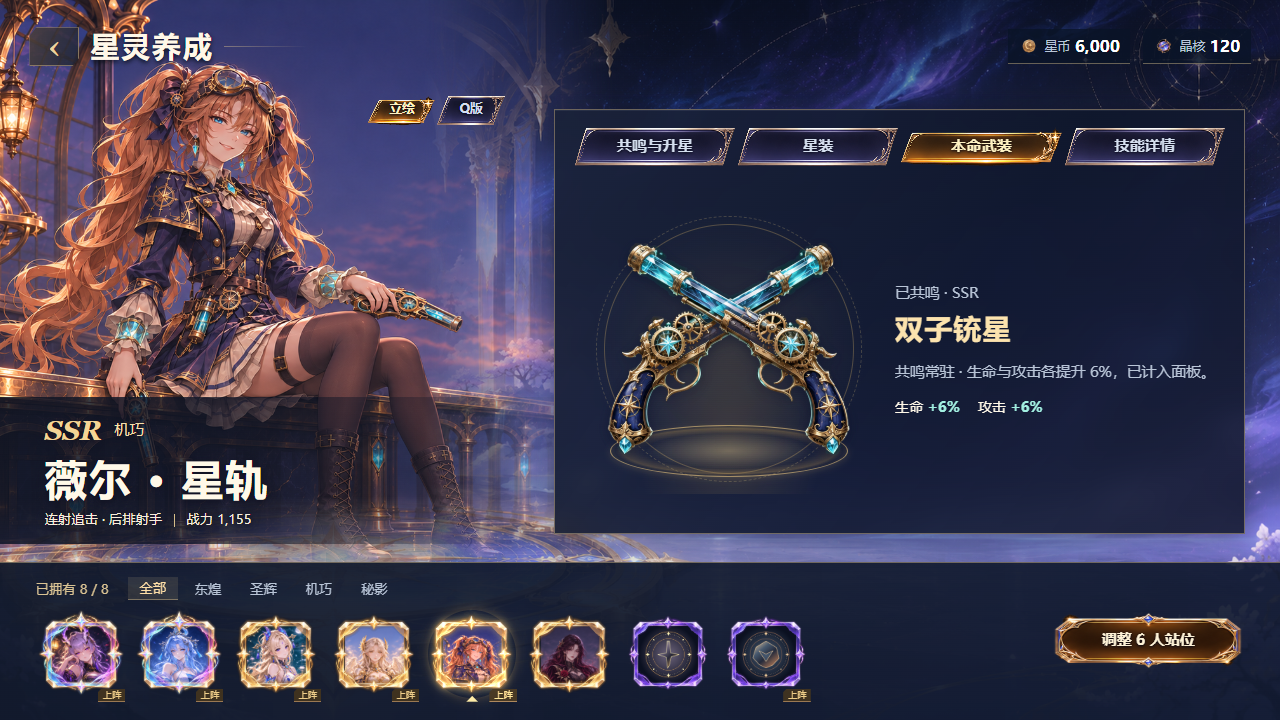 星灵养成
星币 6,000
晶核 120
立绘
Q版
共鸣与升星
星装
本命武装
技能详情
已共鸣 · SSR
双子铳星
共鸣常驻 · 生命与攻击各提升 6%，已计入面板。
生命 +6% 攻击 +6%
SSR 机巧
薇尔 · 星轨
连射追击 · 后排射手 | 战力 1,155
已拥有 8 / 8
全部
东煌
圣辉
机巧
秘影
上阵
上阵
上阵
上阵
上阵
上阵
调整 6 人站位